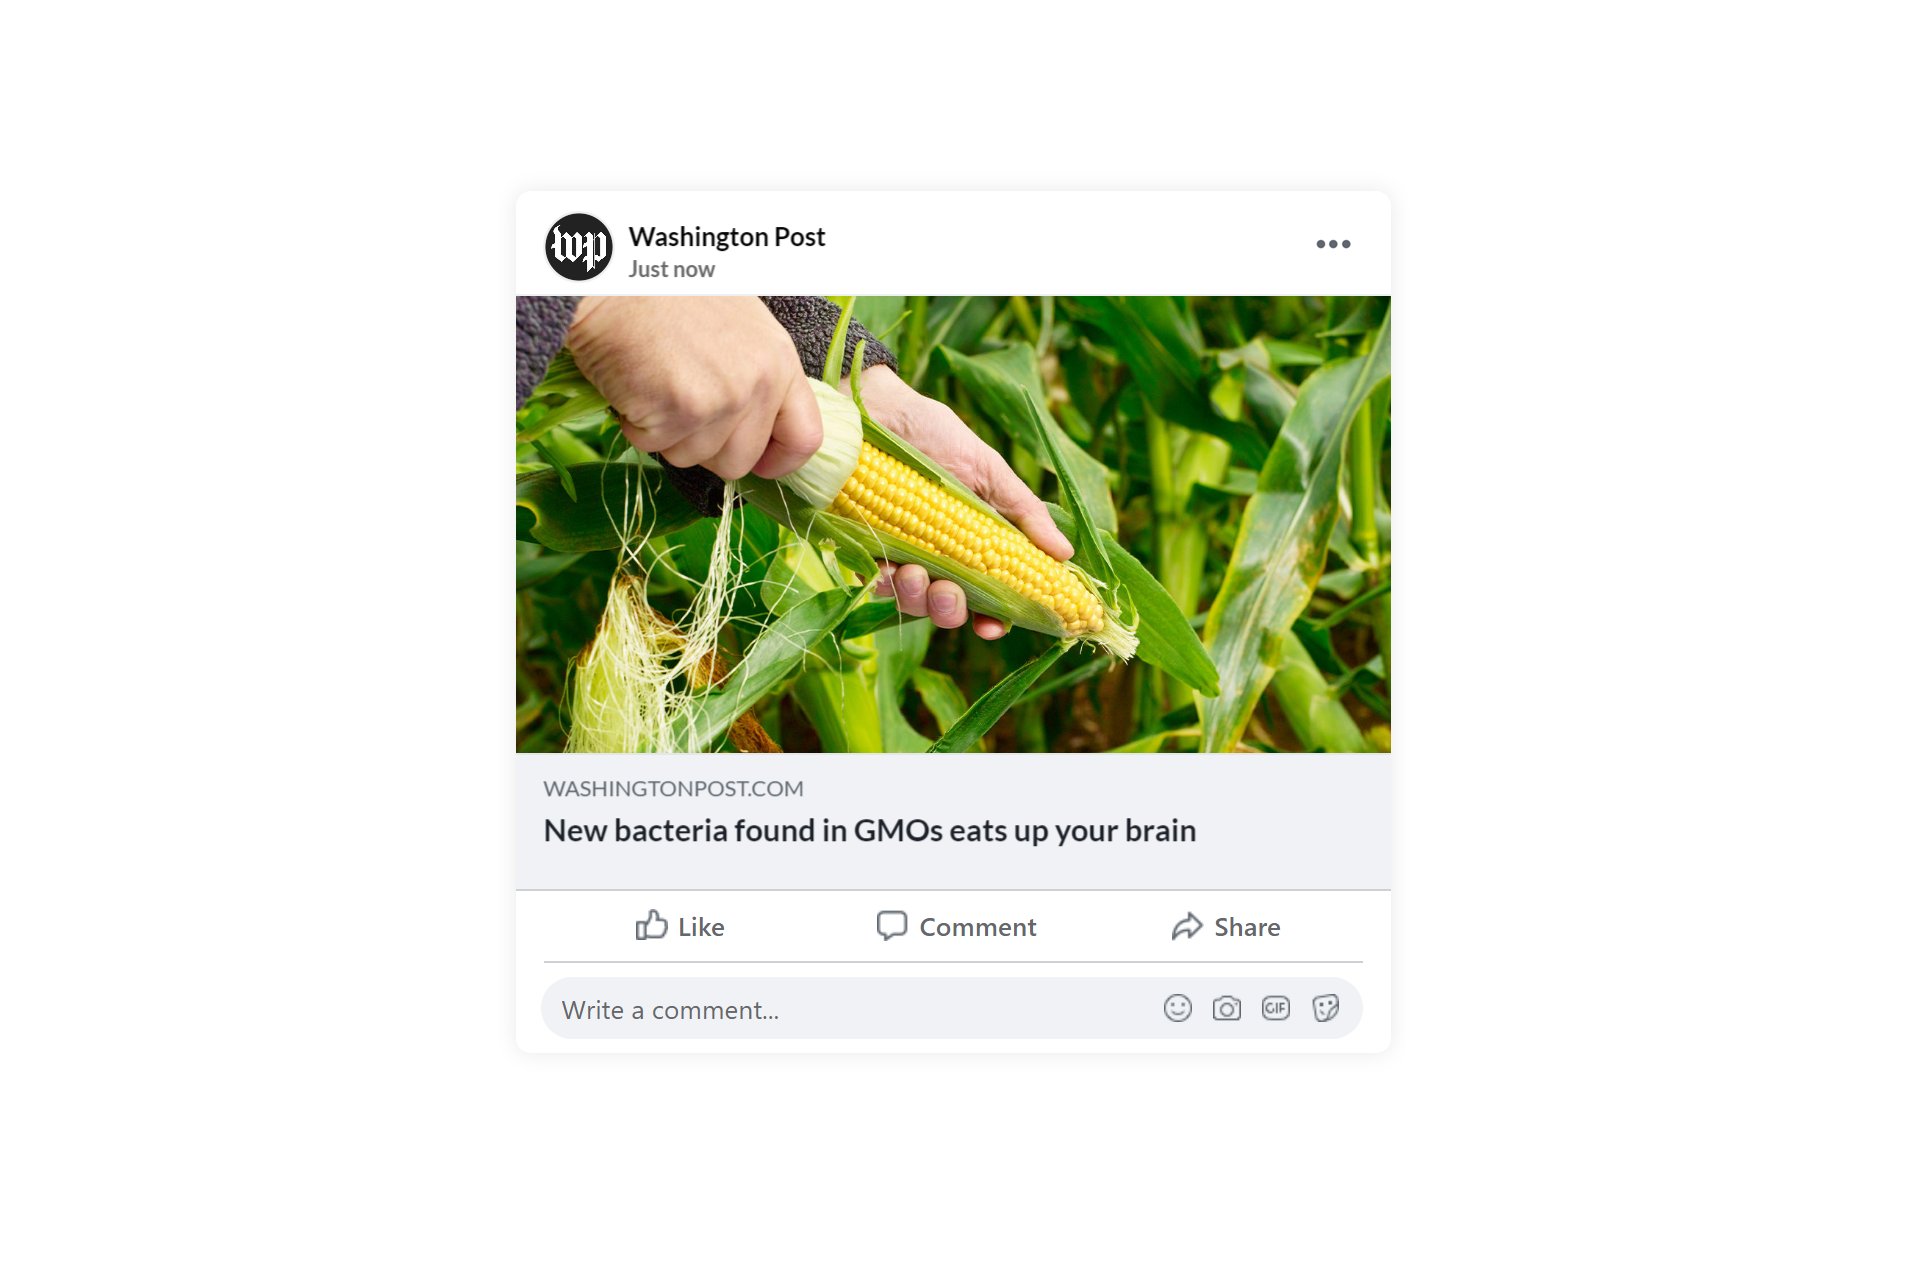 wp
Washington Post
Just now
WASHINGTONPOST.COM
New bacteria found in GMOs eats up your brain
Like
Comment
Share
Write a comment...
GIF